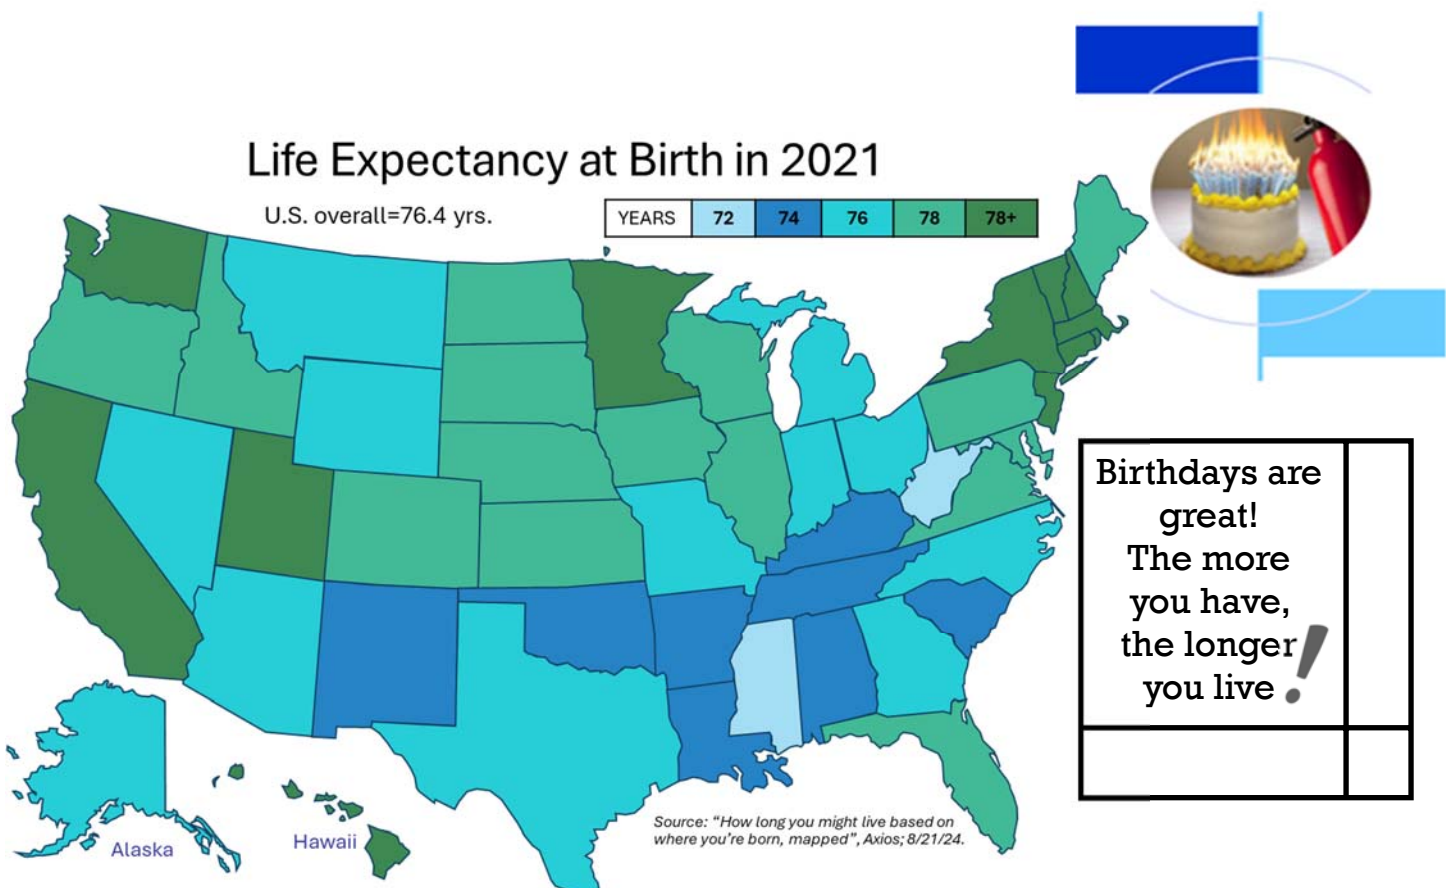 Life Expectancy at Birth in 2021
U.S. overall=76.4 yrs.
YEARS 72 74 76 78 78+
Birthdays are
great!
The more
you have,
the longer
you live !
Alaska
Hawaii
Source: “How long you might live based on
where you’re born, mapped”, Axios; 8/21/24.